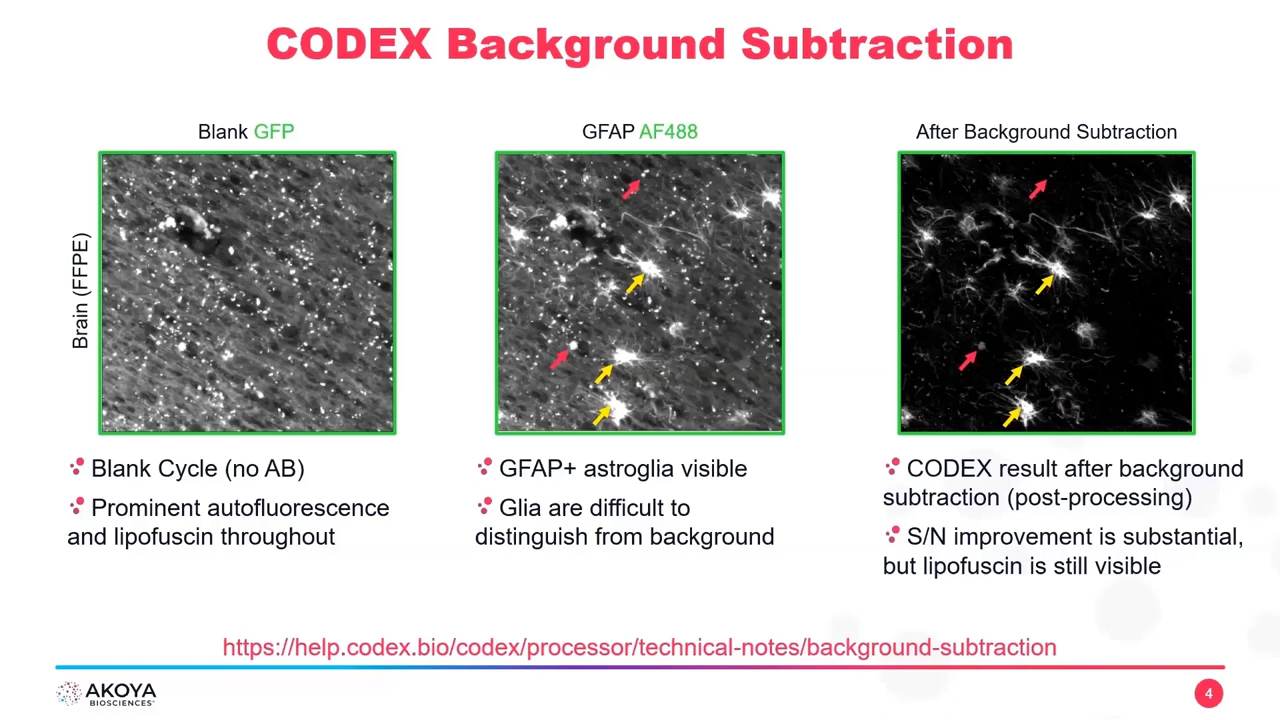 CODEX Background Subtraction
Blank GFP
GFAP AF488
After Background Subtraction
Brain (FFPE)
Blank Cycle (no AB)
Prominent autofluorescence
and lipofuscin throughout
GFAP+ astroglia visible
Glia are difficult to
distinguish from background
CODEX result after background
subtraction (post-processing)
S/N improvement is substantial,
but lipofuscin is still visible
https://help.codex.bio/codex/processor/technical-notes/background-subtraction
AKOYA
BIOSCIENCES
4